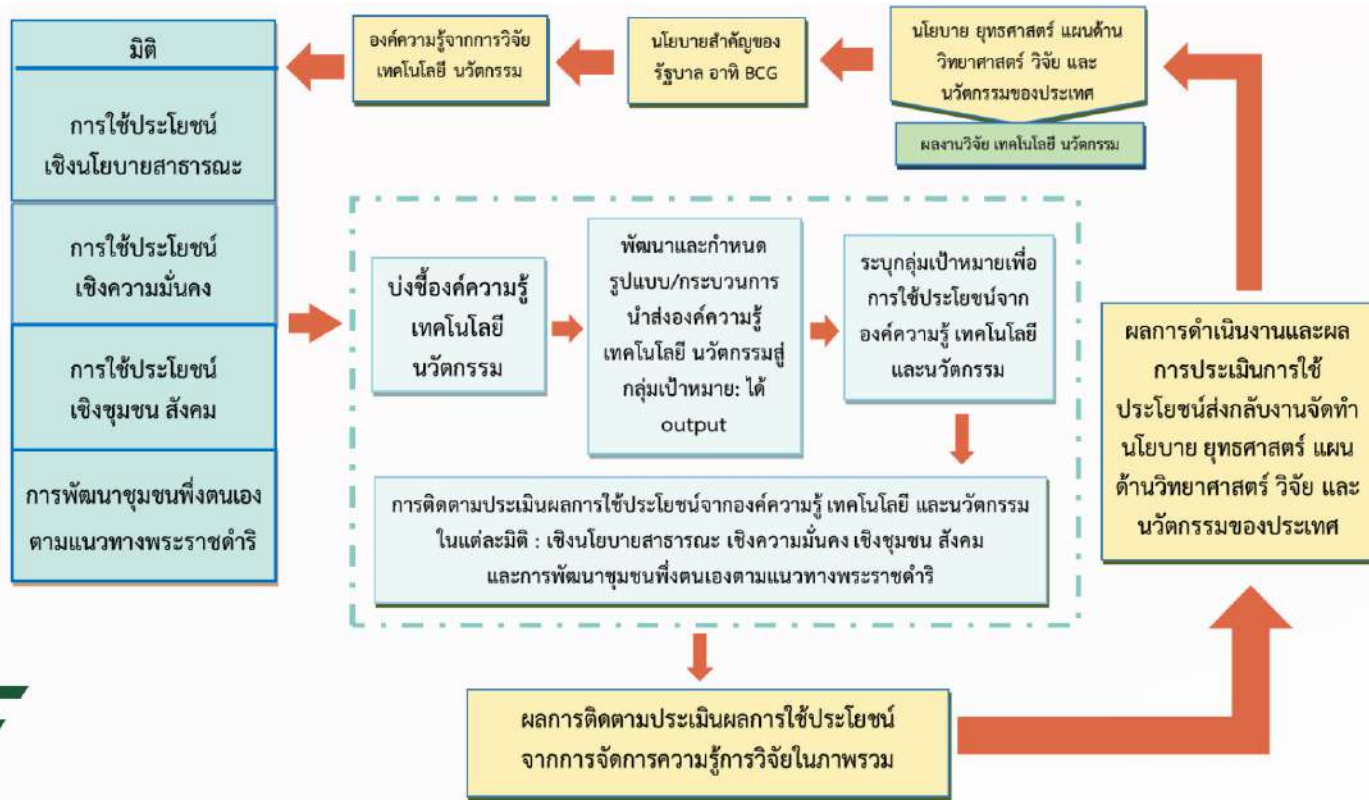 มิติ
การใช้ประโยชน์
เชิงนโยบายสาธารณะ
การใช้ประโยชน์
เชิงความมั่นคง
การใช้ประโยชน์
เชิงชุมชน สังคม
การพัฒนาชุมชนพึ่งตนเอง
ตามแนวทางพระราชดำริ
องค์ความรู้จากการวิจัย
เทคโนโลยี นวัตกรรม
นโยบายสำคัญของ
รัฐบาล อาทิ BCG
นโยบาย ยุทธศาสตร์ แผนด้าน
วิทยาศาสตร์ วิจัย และ
นวัตกรรมของประเทศ
ผลงานวิจัย เทคโนโลยี นวัตกรรม
บ่งชี้องค์ความรู้
เทคโนโลยี
นวัตกรรม
พัฒนาและกำหนด
รูปแบบ/กระบวนการ
นำส่งองค์ความรู้
เทคโนโลยี นวัตกรรมสู่
กลุ่มเป้าหมาย: ได้
output
ระบุกลุ่มเป้าหมายเพื่อ
การใช้ประโยชน์จาก
องค์ความรู้ เทคโนโลยี
และนวัตกรรม
การติดตามประเมินผลการใช้ประโยชน์จากองค์ความรู้ เทคโนโลยี และนวัตกรรม
ในแต่ละมิติ : เชิงนโยบายสาธารณะ เชิงความมั่นคง เชิงชุมชน สังคม
และการพัฒนาชุมชนพึ่งตนเองตามแนวทางพระราชดำริ
ผลการติดตามประเมินผลการใช้ประโยชน์
จากการจัดการความรู้การวิจัยในภาพรวม
ผลการดำเนินงานและผล
การประเมินการใช้
ประโยชน์ส่งกลับงานจัดทำ
นโยบาย ยุทธศาสตร์ แผน
ด้านวิทยาศาสตร์ วิจัย และ
นวัตกรรมของประเทศ